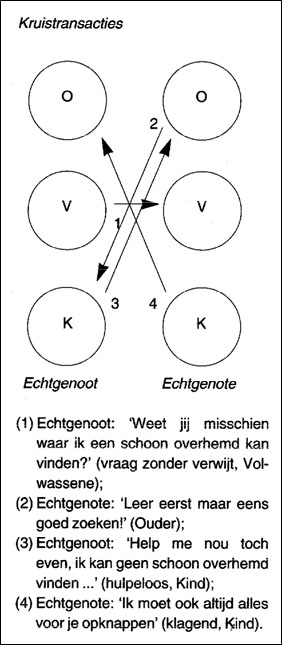 Kruistransacties
O O
2
V V
1
3 4
K K
Echtgenoot Echtgenote
(1) Echtgenoot: ‘Weet jij misschien
waar ik een schoon overhemd kan
vinden?’ (vraag zonder verwijt, Vol-
wassene);
(2) Echtgenote: ‘Leer eerst maar eens
goed zoeken!’ (Ouder);
(3) Echtgenoot: ‘Help me nou toch
even, ik kan geen schoon overhemd
vinden ...’ (hulpeloos, Kind);
(4) Echtgenote: ‘Ik moet ook altijd alles
voor je opknappen’ (klagend, Kind).